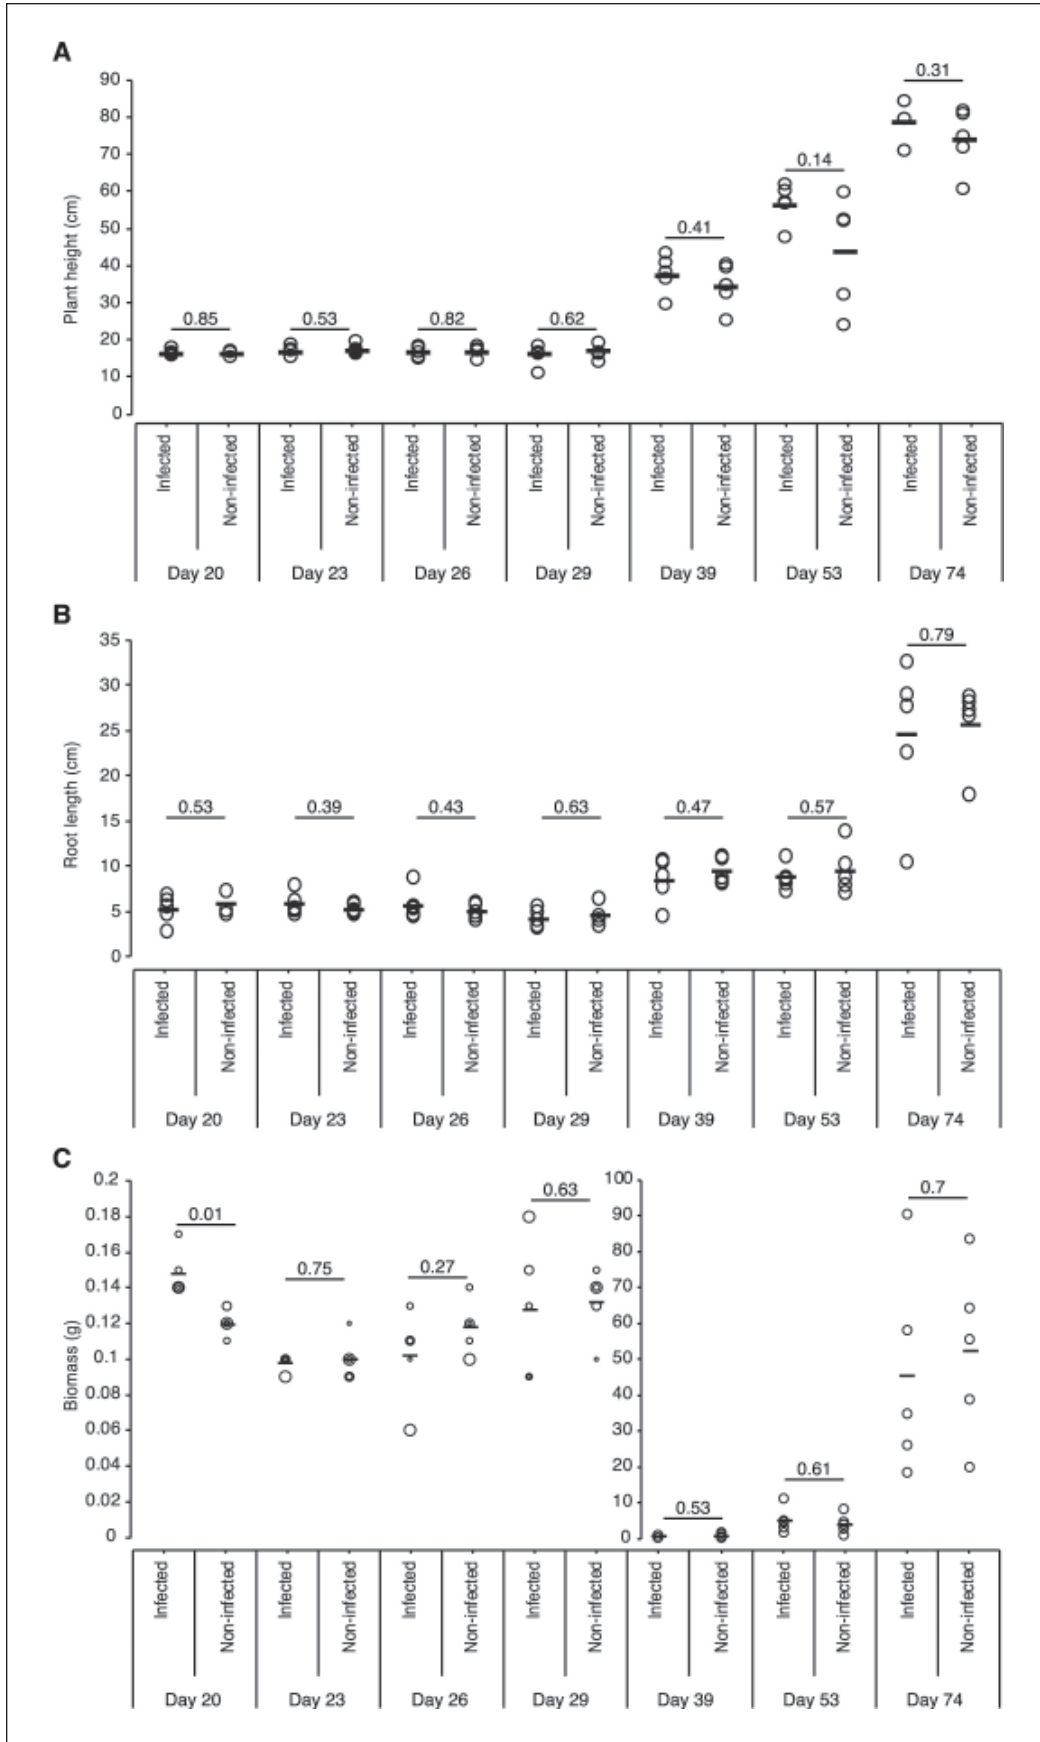 A
90
80
70
60
50
40
30
20
10
0
Plant height (cm)
0.85 0.53 0.82 0.62 0.41 0.14 0.31
Infected Non-infected Infected Non-infected Infected Non-infected Infected Non-infected Infected Non-infected Infected Non-infected Infected Non-infected
Day 20 Day 23 Day 26 Day 29 Day 39 Day 53 Day 74
B
35
30
25
20
15
10
5
0
Root length (cm)
0.53 0.39 0.43 0.63 0.47 0.57 0.79
Infected Non-infected Infected Non-infected Infected Non-infected Infected Non-infected Infected Non-infected Infected Non-infected Infected Non-infected
Day 20 Day 23 Day 26 Day 29 Day 39 Day 53 Day 74
C
0.2
0.18
0.16
0.14
0.12
0.1
0.08
0.06
0.04
0.02
0
Biomass (g)
0.01 0.75 0.27 0.63
100
90
80
70
60
50
40
30
20
10
0
0.53 0.61 0.7
Infected Non-infected Infected Non-infected Infected Non-infected Infected Non-infected Infected Non-infected Infected Non-infected Infected Non-infected
Day 20 Day 23 Day 26 Day 29 Day 39 Day 53 Day 74